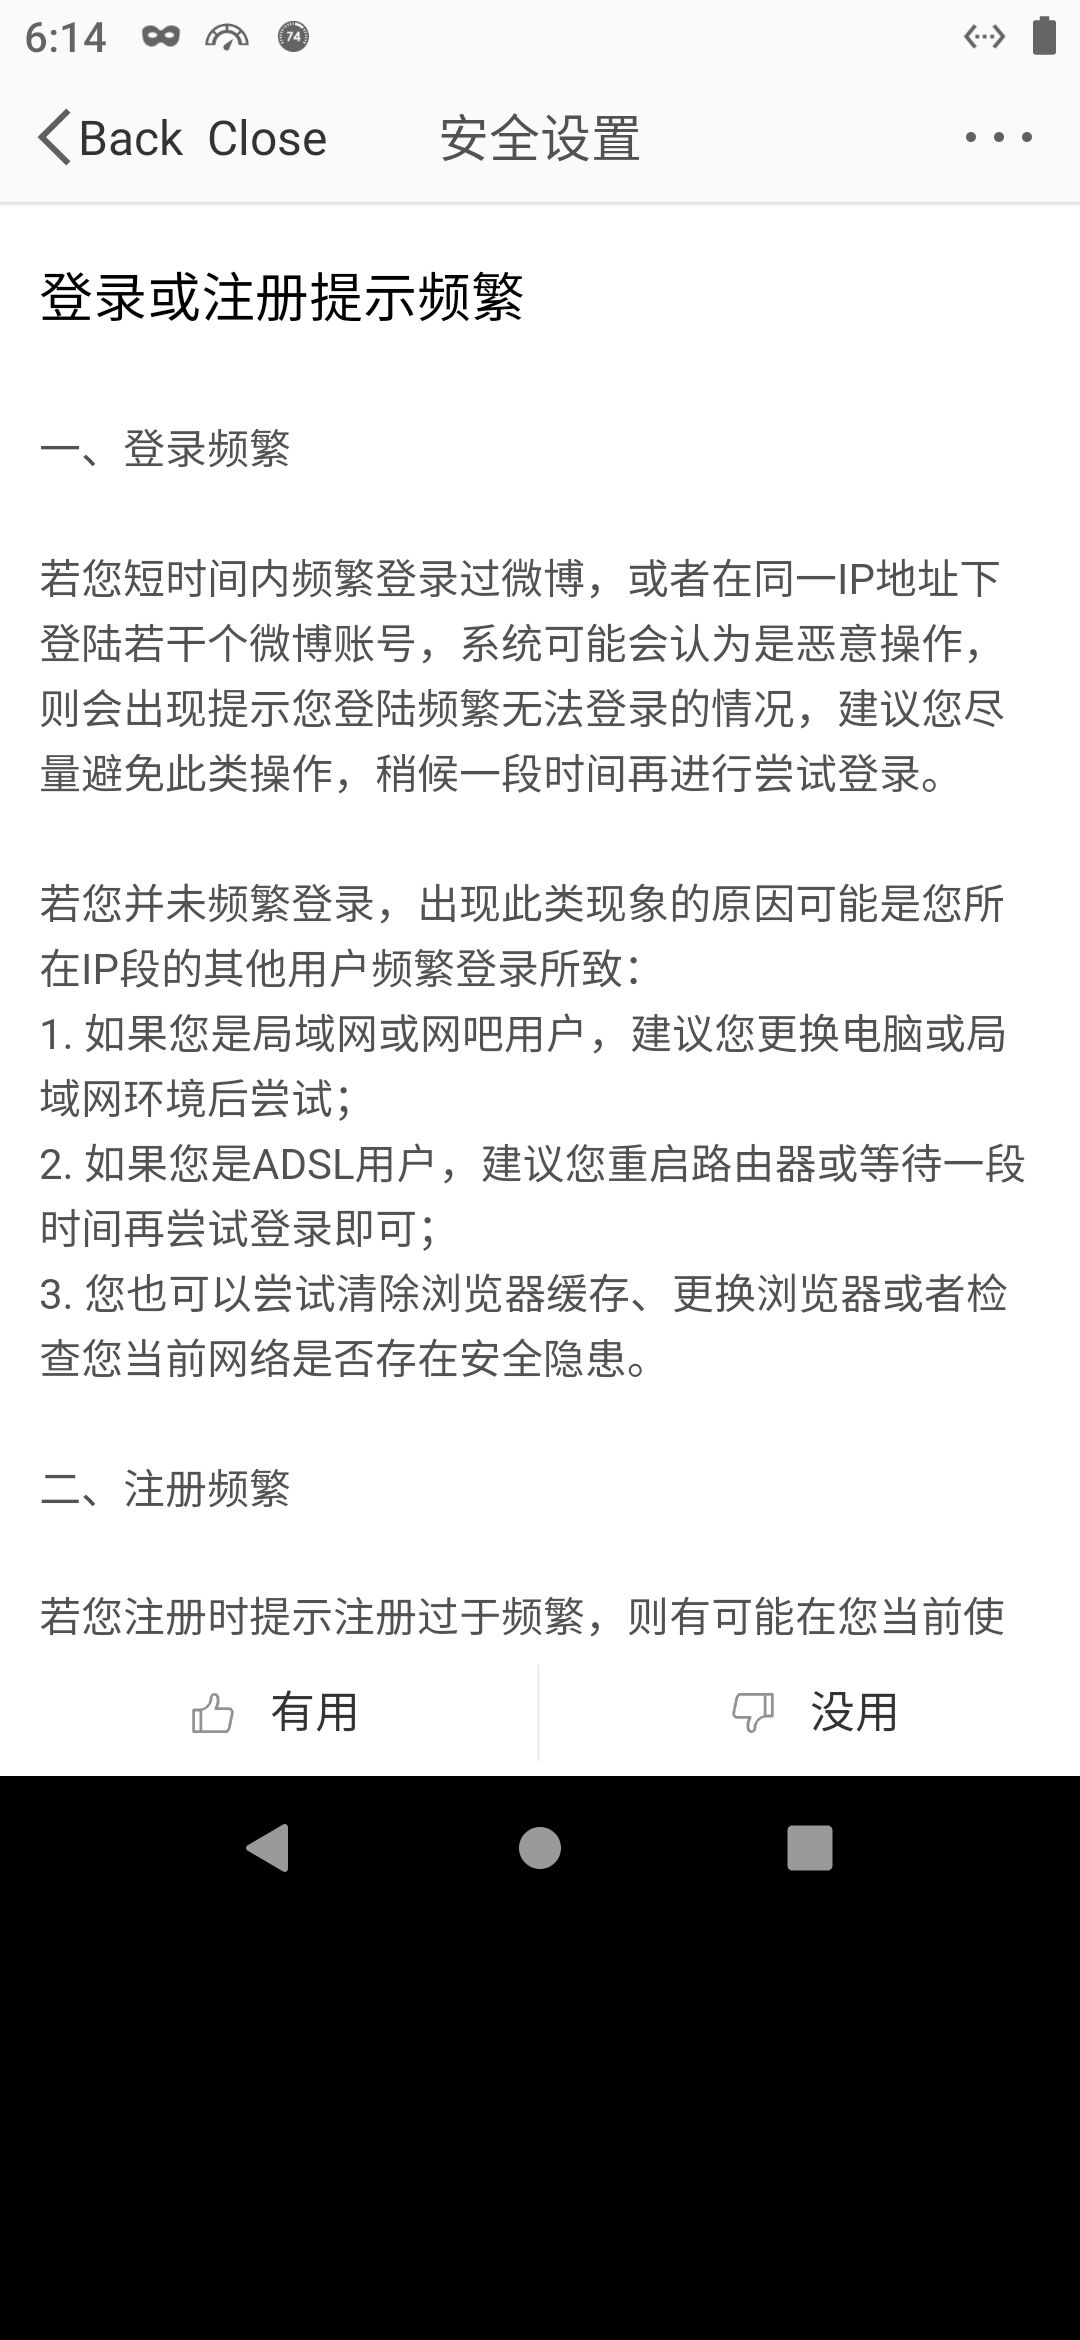 6:14
74
Back Close 安全设置
登录或注册提示频繁
一、登录频繁
若您短时间内频繁登录过微博，或者在同一IP地址下
登陆若干个微博账号，系统可能会认为是恶意操作，
则会出现提示您登陆频繁无法登录的情况，建议您尽
量避免此类操作，稍候一段时间再进行尝试登录。
若您并未频繁登录，出现此类现象的原因可能是您所
在IP段的其他用户频繁登录所致：
1. 如果您是局域网或网吧用户，建议您更换电脑或局
域网环境后尝试；
2. 如果您是ADSL用户，建议您重启路由器或等待一段
时间再尝试登录即可；
3. 您也可以尝试清除浏览器缓存、更换浏览器或者检
查您当前网络是否存在安全隐患。
二、注册频繁
若您注册时提示注册过于频繁，则有可能在您当前使
有用 没用